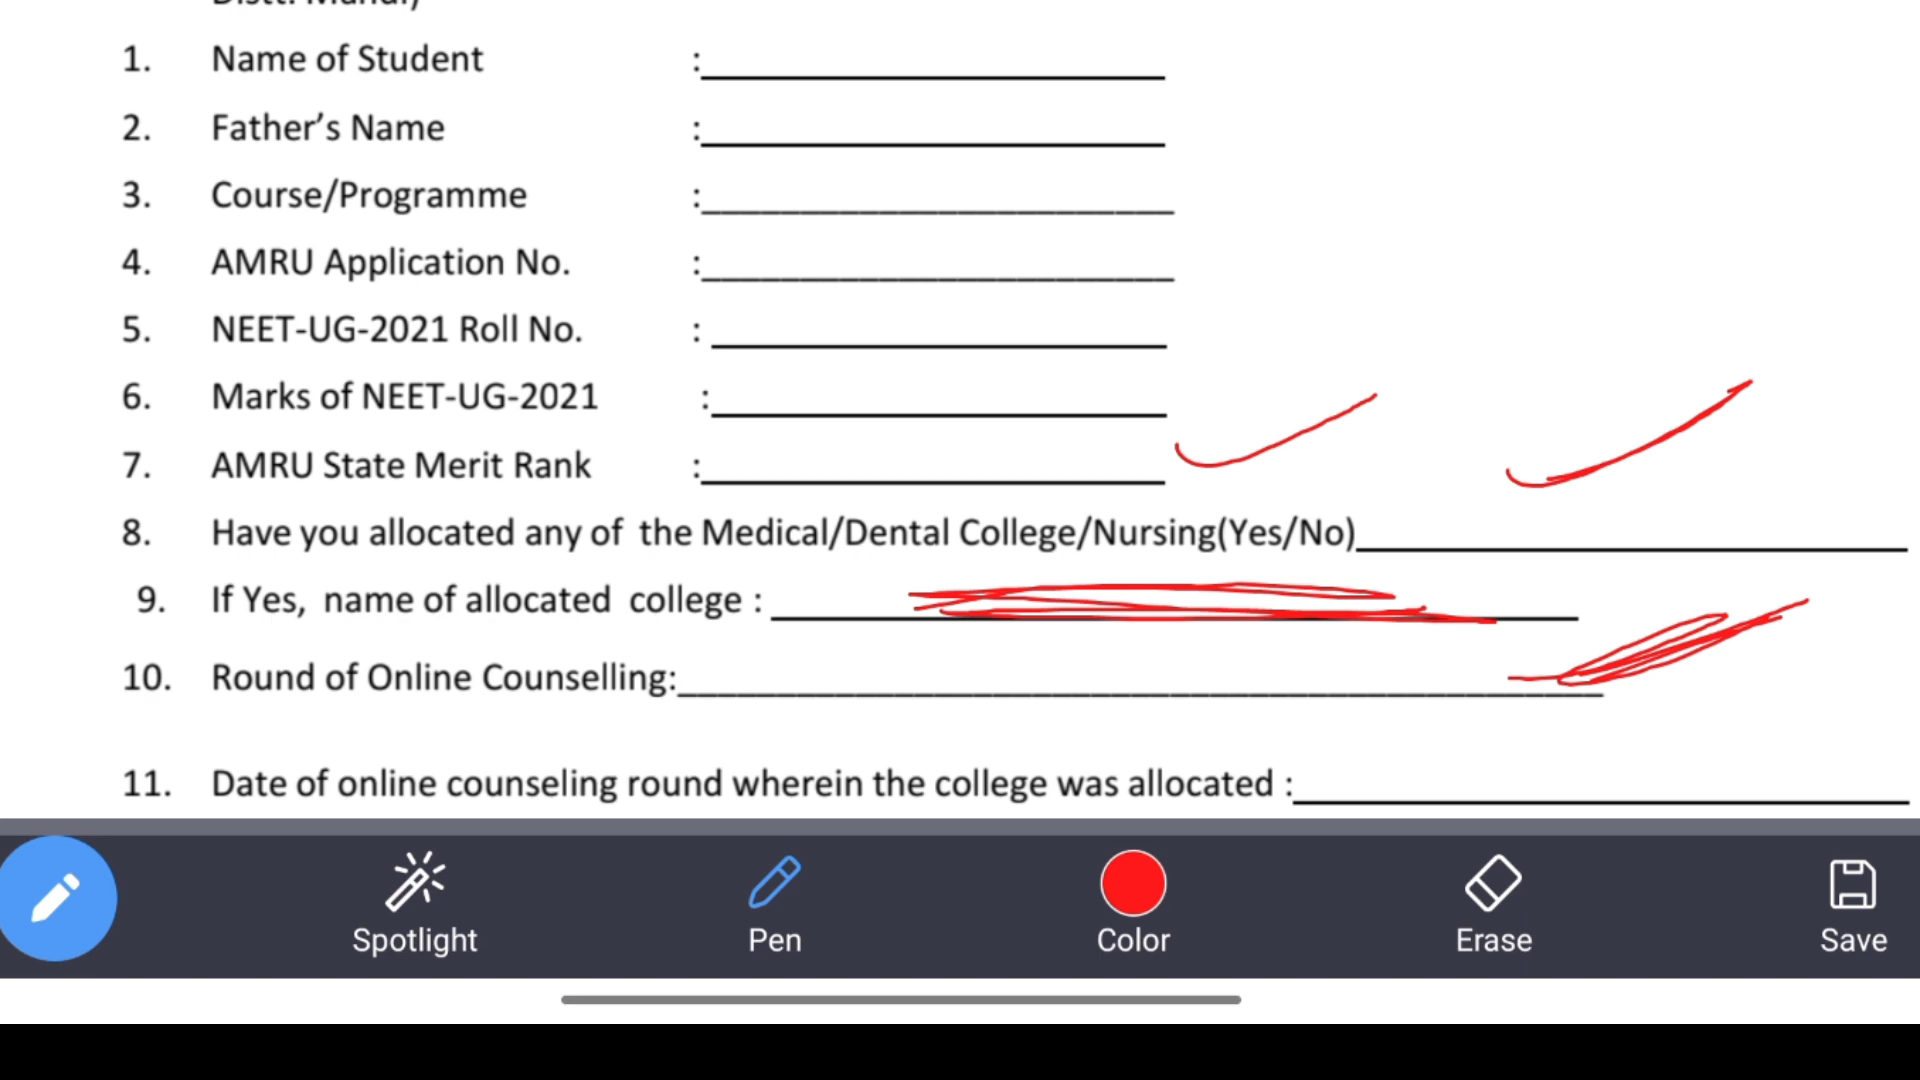 1. Name of Student :
2. Father’s Name :
3. Course/Programme :
4. AMRU Application No. :
5. NEET-UG-2021 Roll No. :
6. Marks of NEET-UG-2021 :
7. AMRU State Merit Rank :
8. Have you allocated any of the Medical/Dental College/Nursing(Yes/No)
9. If Yes, name of allocated college :
10. Round of Online Counselling:
11. Date of online counseling round wherein the college was allocated :
Spotlight Pen Color Erase Save